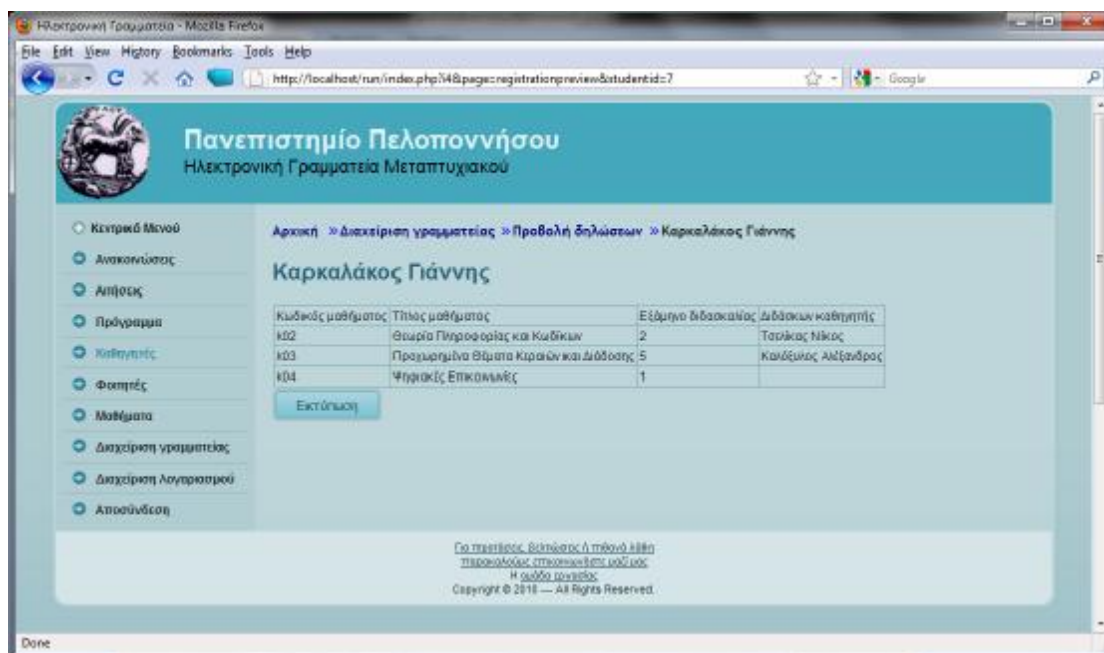 Ηλεκτρονική Γραμματεία - Mozilla Firefox
File Edit View History Bookmarks Tools Help
http://localhost/run/index.php?i4&page=registrationpreview&studentid=7
Google
Πανεπιστημίο Πελοποννήσου
Ηλεκτρονική Γραμματεία Μεταπτυχιακού
Κεντρικό Μενού
Ανακοινώσεις
Αιτήσεις
Πρόγραμμα
Καθηγητές
Φοιτητές
Μαθήματα
Διαχείριση γραμματείας
Διαχείριση λογαριασμού
Αποσύνδεση
Αρχική »Διαχείριση γραμματείας »Προβολή δηλώσεων »Καρκαλάκος Γιάννης
Καρκαλάκος Γιάννης
Κωδικός μαθήματος Τίτλος μαθήματος Εξάμηνο διδασκαλίας Διδάσκων καθηγητής
k02 Θεωρία Πληροφορίας και Κωδίκων 2 Τσελίκας Νίκος
k03 Προχωρημένα Θέματα Κεραιών και Διάδοσης 5 Καλόξυλος Αλέξανδρος
k04 Ψηφιακές Επικοινωνίες 1
Εκτύπωση
Για προτάσεις, βελτιώσεις ή πιθανά λάθη
παρακαλούμε επικοινωνήστε μαζί μας
Η ομάδα εργασίας
Copyright © 2010 — All Rights Reserved.
Done